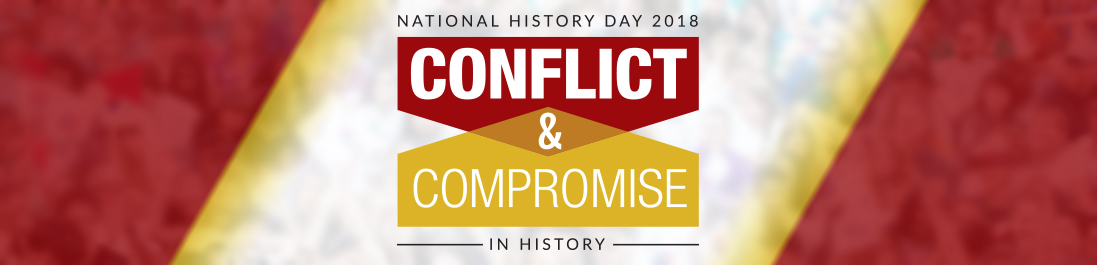 NATIONAL HISTORY DAY 2018
CONFLICT
&
COMPROMISE
IN HISTORY